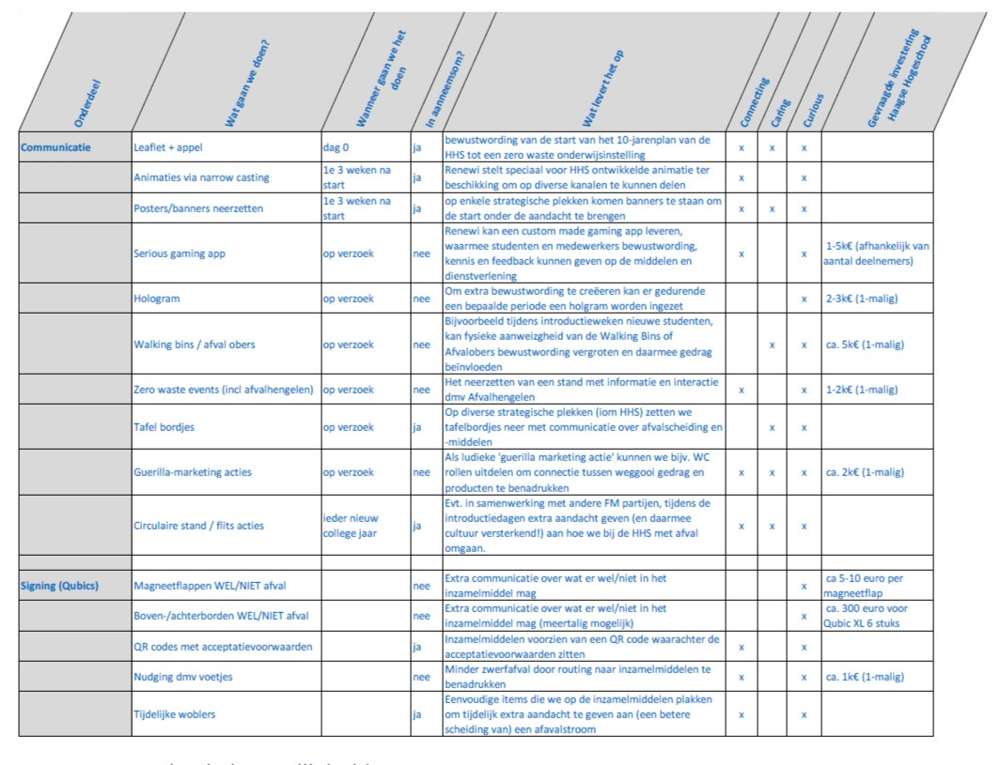 Onderdeel
Wat gaan we doen?
Wanneer gaan we het
doen
In aanneemsom?
Wat levert het op
Connecting
Caring
Curious
Gevraagde investering
Haagse Hogeschool
Communicatie
Leaflet + appel
dag 0
ja
bewustwording van de start van het 10-jarenplan van de
HHS tot een zero waste onderwijsinstelling
x
x
x
Animaties via narrow casting
1e 3 weken na
start
ja
Renewi stelt speciaal voor HHS ontwikkelde animatie ter
beschikking om op diverse kanalen te kunnen delen
x
x
Posters/banners neerzetten
1e 3 weken na
start
ja
op enkele strategische plekken komen banners te staan om
de start onder de aandacht te brengen
x
x
x
Serious gaming app
op verzoek
nee
Renewi kan een custom made gaming app leveren,
waarmee studenten en medewerkers bewustwording,
kennis en feedback kunnen geven op de middelen en
dienstverlening
x
x
1-5k€ (afhankelijk van
aantal deelnemers)
Hologram
op verzoek
nee
Om extra bewustwording te creëeren kan er gedurende
een bepaalde periode een holgram worden ingezet
x
2-3k€ (1-malig)
Walking bins / afval obers
op verzoek
nee
Bijvoorbeeld tijdens introductieweken nieuwe studenten,
kan fysieke aanweizgheid van de Walking Bins of
Afvalobers bewustwording vergroten en daarmee gedrag
beïnvloeden
x
x
ca. 5k€ (1-malig)
Zero waste events (incl afvalhengelen)
op verzoek
nee
Het neerzetten van een stand met informatie en interactie
dmv Afvalhengelen
x
x
1-2k€ (1-malig)
Tafel bordjes
op verzoek
ja
Op diverse strategische plekken (iom HHS) zetten we
tafelbordjes neer met communicatie over afvalscheiding en
-middelen
x
x
Guerilla-marketing acties
op verzoek
nee
Als ludieke 'guerilla marketing actie' kunnen we bijv. WC
rollen uitdelen om connectie tussen weggooi gedrag en
producten te benadrukken
x
x
x
ca. 2k€ (1-malig)
Circulaire stand / flits acties
ieder nieuw
college jaar
ja
Evt. in samenwerking met andere FM partijen, tijdens de
introductiedagen extra aandacht geven (en daarmee
cultuur versterkend!) aan hoe we bij de HHS met afval
omgaan.
x
x
x
Signing (Qubics)
Magneetflappen WEL/NIET afval
nee
Extra communicatie over wat er wel/niet in het
inzamelmiddel mag
x
ca 5-10 euro per
magneetflap
Boven-/achterborden WEL/NIET afval
nee
Extra communicatie over wat er wel/niet in het
inzamelmiddel mag (meertalig mogelijk)
x
ca. 300 euro voor
Qubic XL 6 stuks
QR codes met acceptatievoorwaarden
ja
Inzamelmiddelen voorzien van een QR code waarachter de
acceptatievoorwaarden zitten
x
x
Nudging dmv voetjes
nee
Minder zwerfafval door routing naar inzamelmiddelen te
benadrukken
x
x
ca. 1k€ (1-malig)
Tijdelijke woblers
ja
Eenvoudige items die we op de inzamelmiddelen plakken
om tijdelijk extra aandacht te geven aan (een betere
scheiding van) een afavalstroom
x
x